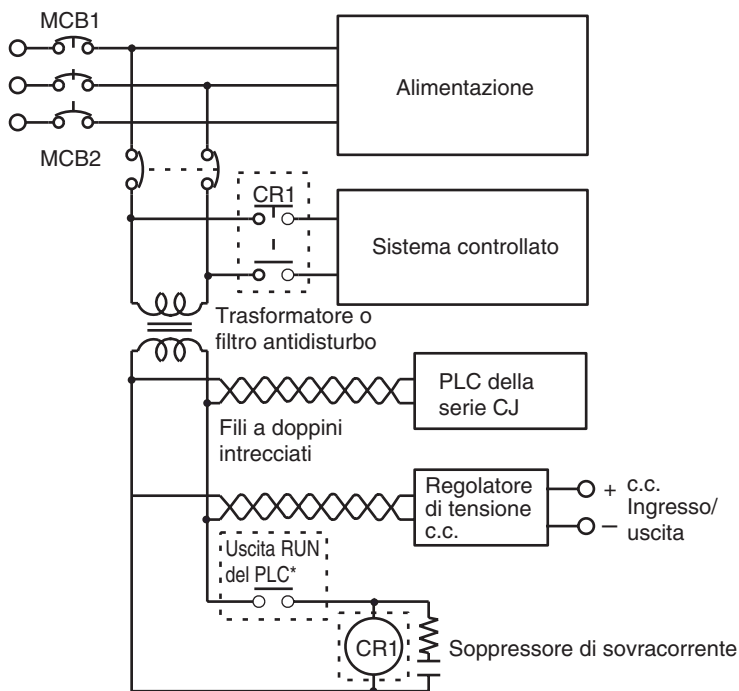 MCB1
Alimentazione
MCB2
CR1
Sistema controllato
Trasformatore o
filtro antidisturbo
PLC della
serie CJ
Fili a doppini
intrecciati
Regolatore
di tensione
c.c.
+ c.c.
Ingresso/
– uscita
Uscita RUN
del PLC*
CR1
Soppressore di sovracorrente